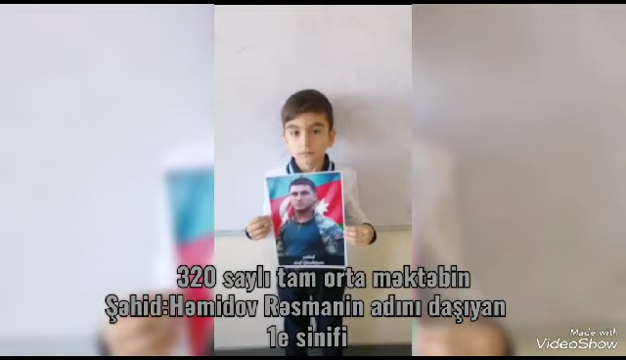 320 saylı tam orta məktəbin
Şəhid:Həmidov Rəsmanin adını daşıyan
1e sinifi
Made with
VideoShow